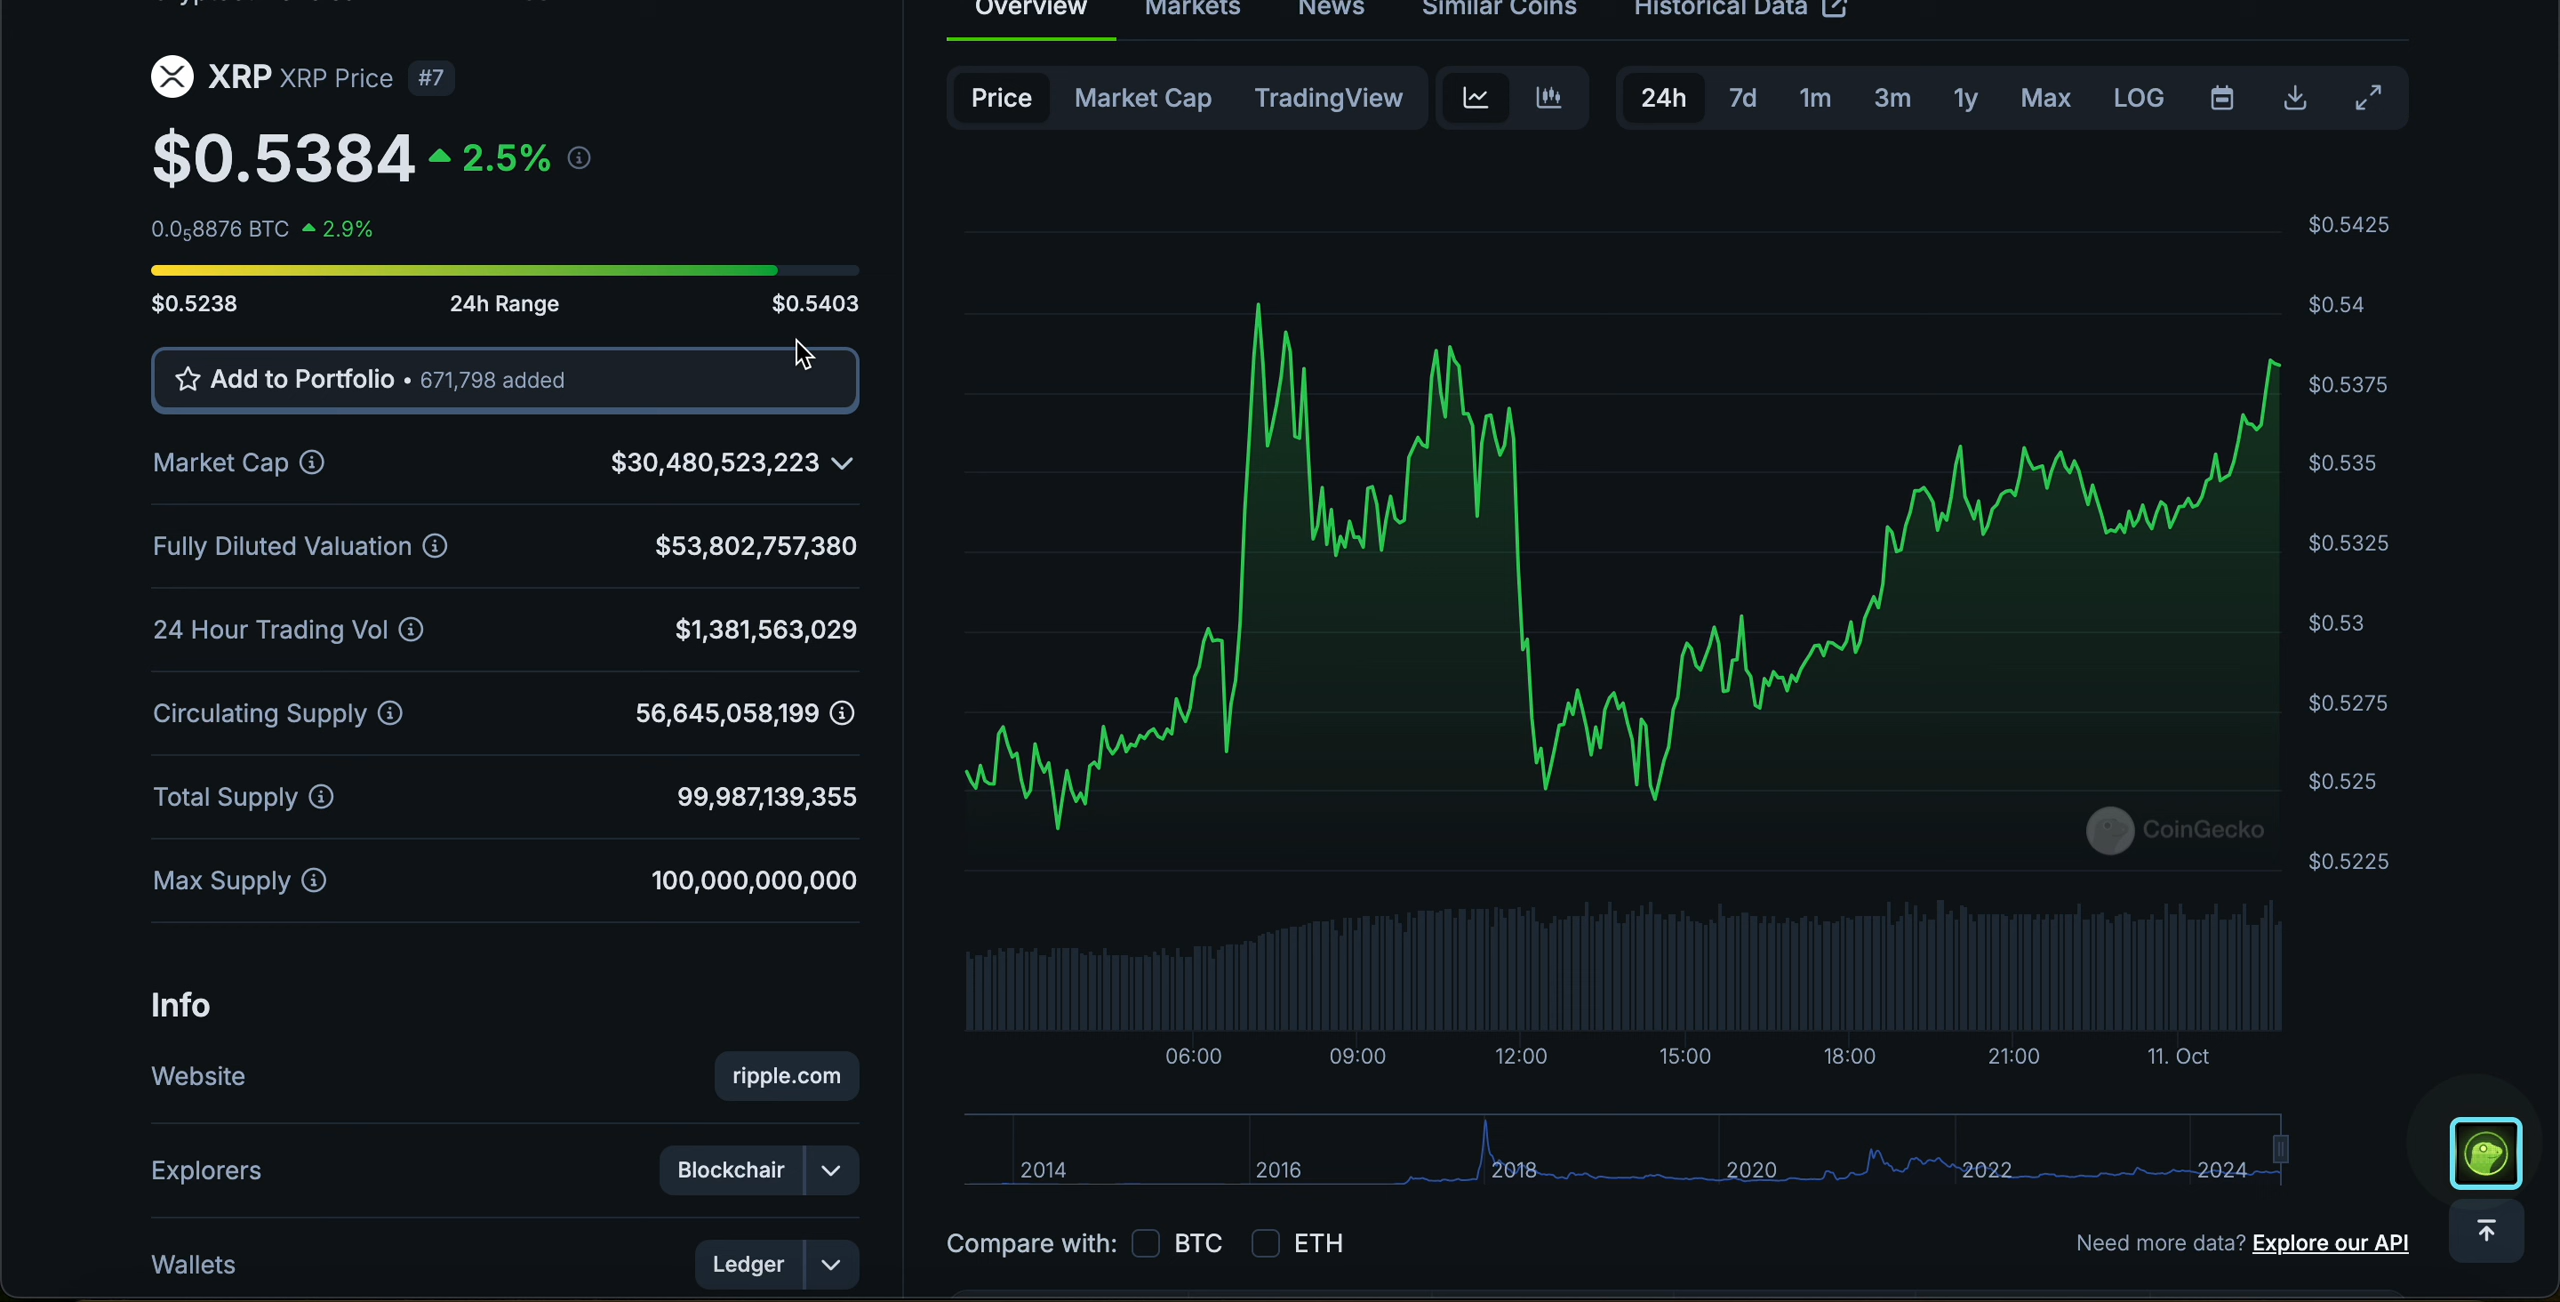 Overview Markets News Similar Coins Historical Data
XRP XRP Price #7
$0.5384 2.5%
0.0₅8876 BTC 2.9%
$0.5238 24h Range $0.5403
Add to Portfolio • 671,798 added
Market Cap $30,480,523,223
Fully Diluted Valuation $53,802,757,380
24 Hour Trading Vol $1,381,563,029
Circulating Supply 56,645,058,199
Total Supply 99,987,139,355
Max Supply 100,000,000,000
Info
Website ripple.com
Explorers Blockchair
Wallets Ledger
Price Market Cap TradingView 24h 7d 1m 3m 1y Max LOG
$0.5425
$0.54
$0.5375
$0.535
$0.5325
$0.53
$0.5275
$0.525
CoinGecko
$0.5225
06:00 09:00 12:00 15:00 18:00 21:00 11. Oct
2014 2016 2018 2020 2022 2024
Compare with: BTC ETH
Need more data? Explore our API